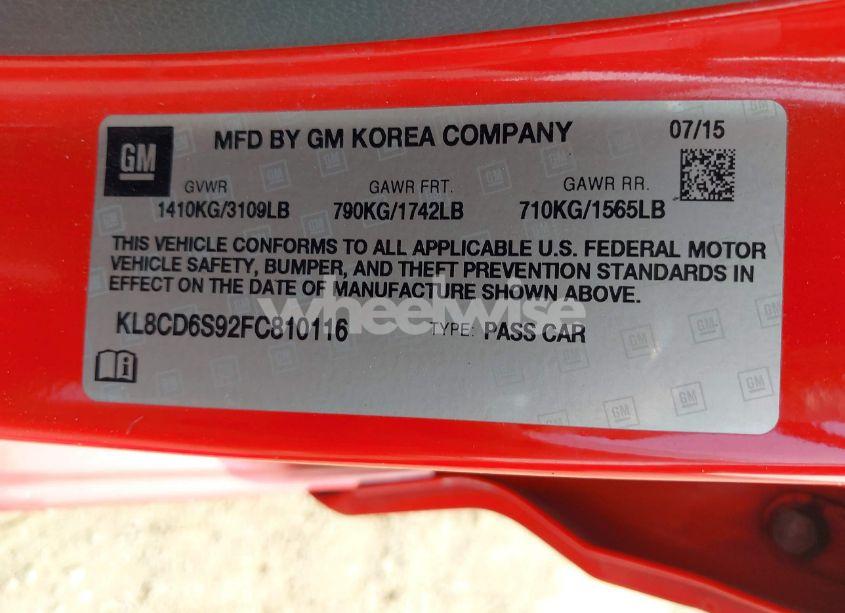 GM
MFD BY GM KOREA COMPANY
07/15
GVWR GAWR FRT. GAWR RR.
1410KG/3109LB 790KG/1742LB 710KG/1565LB
THIS VEHICLE CONFORMS TO ALL APPLICABLE U.S. FEDERAL MOTOR
VEHICLE SAFETY, BUMPER, AND THEFT PREVENTION STANDARDS IN
EFFECT ON THE DATE OF MANUFACTURE SHOWN ABOVE.
wheelwise
KL8CD6S92FC810116 TYPE: PASS CAR